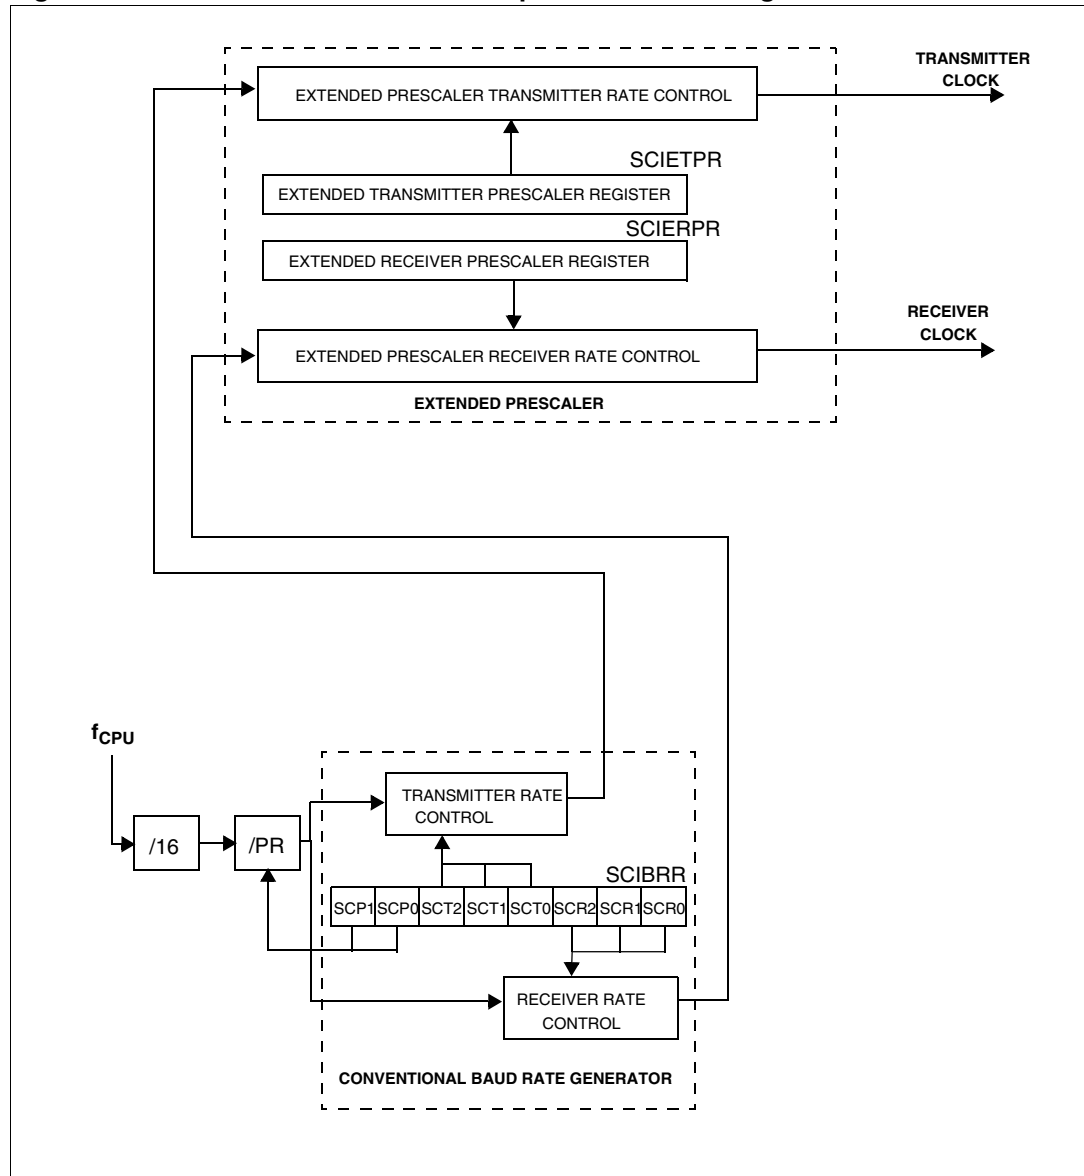 TRANSMITTER
CLOCK
EXTENDED PRESCALER TRANSMITTER RATE CONTROL
SCIETPR
EXTENDED TRANSMITTER PRESCALER REGISTER
SCIERPR
EXTENDED RECEIVER PRESCALER REGISTER
RECEIVER
CLOCK
EXTENDED PRESCALER RECEIVER RATE CONTROL
EXTENDED PRESCALER
fCPU
TRANSMITTER RATE
CONTROL
/16
/PR
SCIBRR
SCP1 SCP0 SCT2 SCT1 SCT0 SCR2 SCR1 SCR0
RECEIVER RATE
CONTROL
CONVENTIONAL BAUD RATE GENERATOR